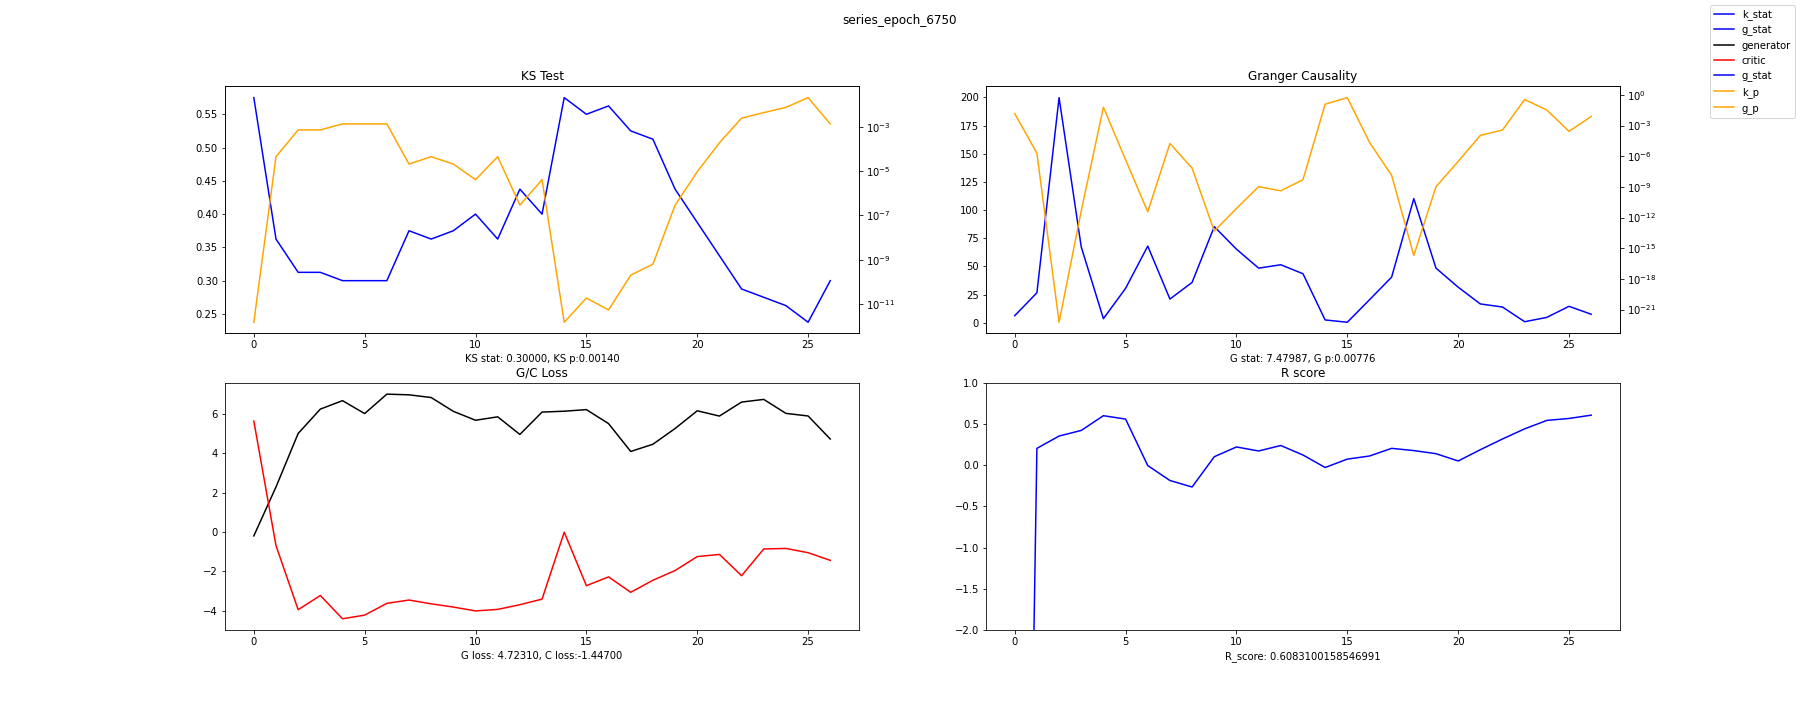 series_epoch_6750
k_stat
g_stat
generator
critic
g_stat
k_p
g_p
KS Test
0.55
0.50
0.45
0.40
0.35
0.30
0.25
10⁻³
10⁻⁵
10⁻⁷
10⁻⁹
10⁻¹¹
0 5 10 15 20 25
KS stat: 0.30000, KS p:0.00140
Granger Causality
200
175
150
125
100
75
50
25
0
10⁰
10⁻³
10⁻⁶
10⁻⁹
10⁻¹²
10⁻¹⁵
10⁻¹⁸
10⁻²¹
0 5 10 15 20 25
G stat: 7.47987, G p:0.00776
G/C Loss
6
4
2
0
−2
−4
0 5 10 15 20 25
G loss: 4.72310, C loss:-1.44700
R score
1.0
0.5
0.0
−0.5
−1.0
−1.5
−2.0
0 5 10 15 20 25
R_score: 0.6083100158546991